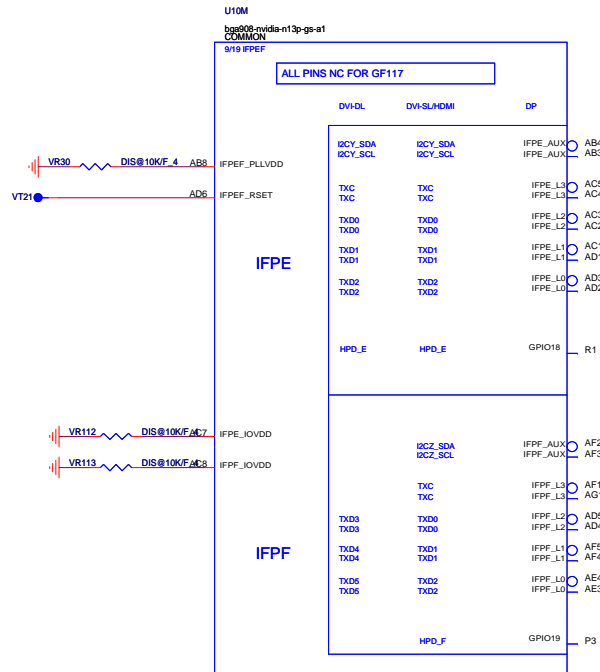 U10M
bga908-nvidia-n13p-gs-a1
COMMON
9/19 IFPEF
ALL PINS NC FOR GF117
DVI-DL DVI-SL/HDMI DP
I2CY_SDA I2CY_SDA IFPE_AUX AB4
I2CY_SCL I2CY_SCL IFPE_AUX AB3
VR30 DIS@10K/F_4 AB8 IFPEF_PLLVDD
TXC TXC IFPE_L3 AC5
TXC TXC IFPE_L3 AC4
VT21 AD6 IFPEF_RSET
TXD0 TXD0 IFPE_L2 AC3
TXD0 TXD0 IFPE_L2 AC2
TXD1 TXD1 IFPE_L1 AC1
TXD1 TXD1 IFPE_L1 AD1
IFPE
TXD2 TXD2 IFPE_L0 AD3
TXD2 TXD2 IFPE_L0 AD2
HPD_E HPD_E GPIO18 R1
VR112 DIS@10K/F_4 AC7 IFPE_IOVDD
I2CZ_SDA IFPF_AUX AF2
I2CZ_SCL IFPF_AUX AF3
VR113 DIS@10K/F_4 AC8 IFPF_IOVDD
TXC IFPF_L3 AF1
TXC IFPF_L3 AG1
TXD3 TXD0 IFPF_L2 AD5
TXD3 TXD0 IFPF_L2 AD4
TXD4 TXD1 IFPF_L1 AF5
TXD4 TXD1 IFPF_L1 AF4
IFPF
TXD5 TXD2 IFPF_L0 AE4
TXD5 TXD2 IFPF_L0 AE3
HPD_F GPIO19 P3